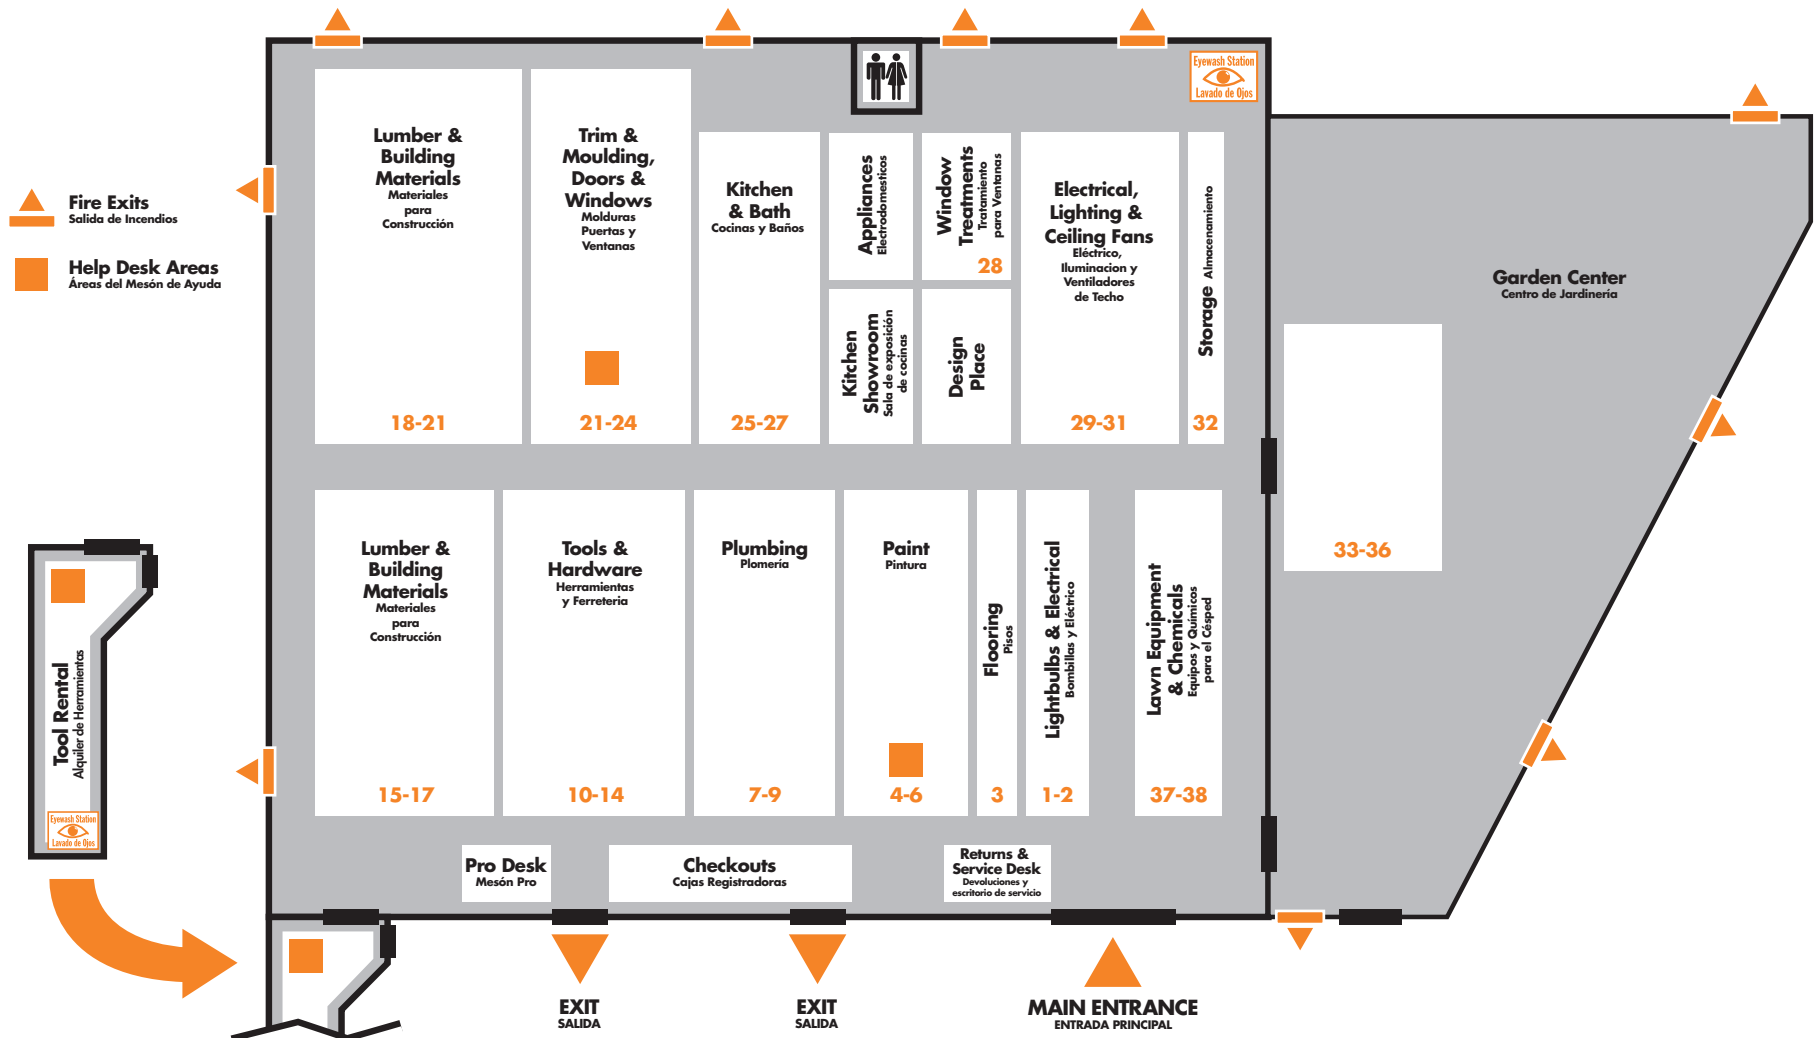 Fire Exits
Salida de Incendios
Help Desk Areas
Áreas del Mesón de Ayuda
Eyewash Station
Lavado de Ojos
Lumber &
Building
Materials
Materiales
para
Construcción
18-21
Trim &
Moulding,
Doors &
Windows
Molduras
Puertas y
Ventanas
21-24
Kitchen
& Bath
Cocinas y Baños
25-27
Appliances
Electrodomesticos
Window
Treatments
Tratamiento
para Ventanas
28
Kitchen
Showroom
Sala de exposición
de cocinas
Design
Place
Electrical,
Lighting &
Ceiling Fans
Eléctrico,
Iluminacion y
Ventiladores
de Techo
29-31
Storage Almacenamiento
32
Garden Center
Centro de Jardinería
33-36
Lumber &
Building
Materials
Materiales
para
Construcción
15-17
Tools &
Hardware
Herramientas
y Ferreteria
10-14
Plumbing
Plomería
7-9
Paint
Pintura
4-6
Flooring
Pisos
3
Lightbulbs & Electrical
Bombillas y Eléctrico
1-2
Lawn Equipment
& Chemicals
Equipos y Químicos
para el Césped
37-38
Tool Rental
Alquiler de Herramientas
Eyewash Station
Lavado de Ojos
Pro Desk
Mesón Pro
Checkouts
Cajas Registradoras
Returns &
Service Desk
Devoluciones y
escritorio de servicio
EXIT
SALIDA
EXIT
SALIDA
MAIN ENTRANCE
ENTRADA PRINCIPAL